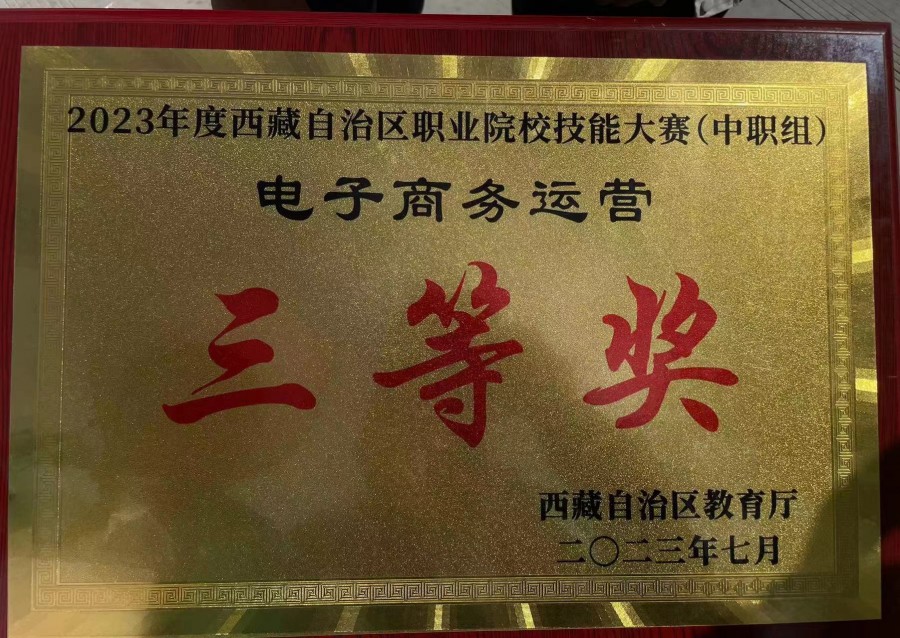 2023年度西藏自治区职业院校技能大赛(中职组)
电子商务运营
三等奖
西藏自治区教育厅
二〇二三年七月